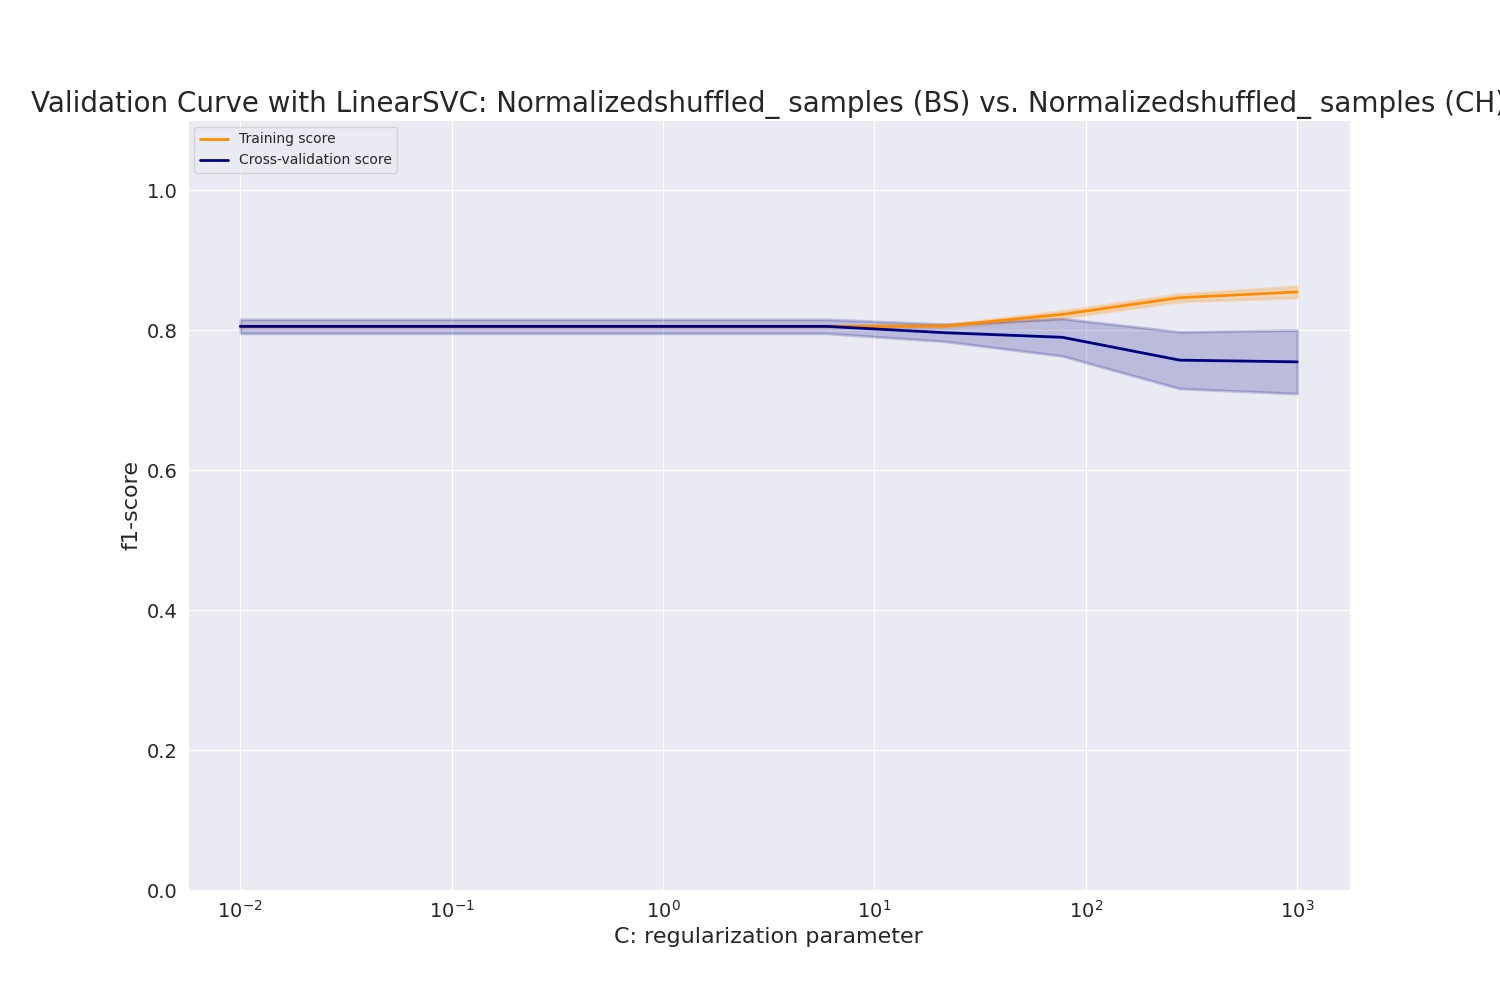 Validation Curve with LinearSVC: Normalizedshuffled_ samples (BS) vs. Normalizedshuffled_ samples (CH)
Training score
Cross-validation score
1.0
0.8
0.6
0.4
0.2
0.0
f1-score
10⁻² 10⁻¹ 10⁰ 10¹ 10² 10³
C: regularization parameter